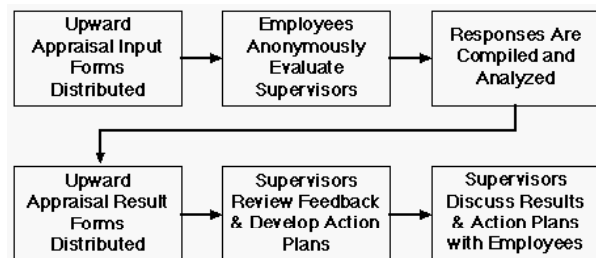 Upward
Appraisal Input
Forms
Distributed
Employees
Anonymously
Evaluate
Supervisors
Responses Are
Compiled and
Analyzed
Upward
Appraisal Result
Forms
Distributed
Supervisors
Review Feedback
& Develop Action
Plans
Supervisors
Discuss Results
& Action Plans
with Employees